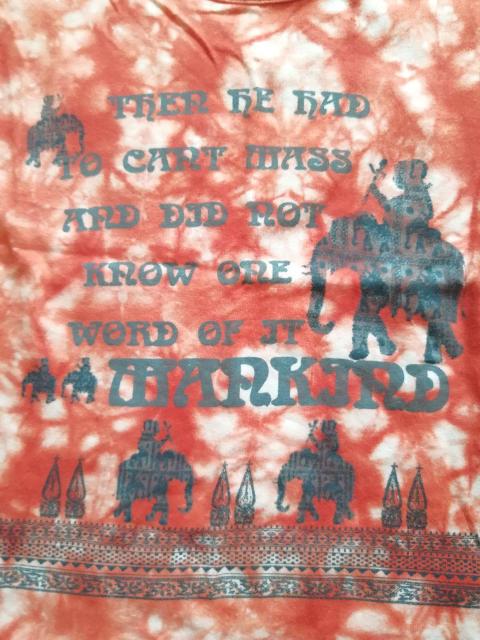 THEN HE HAD
TO CANT MASS
AND DID NOT
KNOW ONE
WORD OF IT
MANKIND